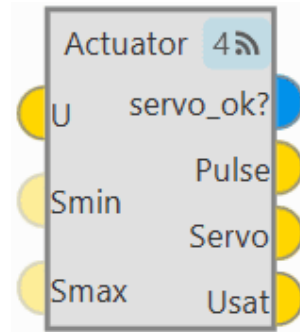 Actuator 4
servo_ok?
U
Pulse
Smin
Servo
Smax
Usat